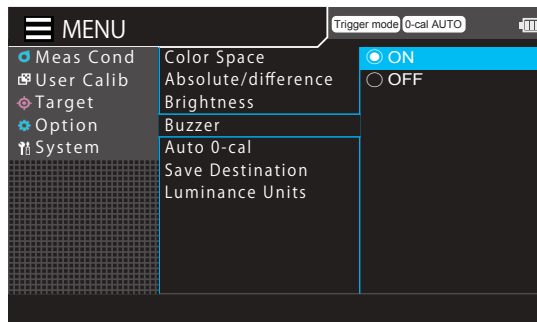 MENU
Trigger mode 0-cal AUTO
Meas Cond
User Calib
Target
Option
System
Color Space
Absolute/difference
Brightness
Buzzer
Auto 0-cal
Save Destination
Luminance Units
ON
OFF